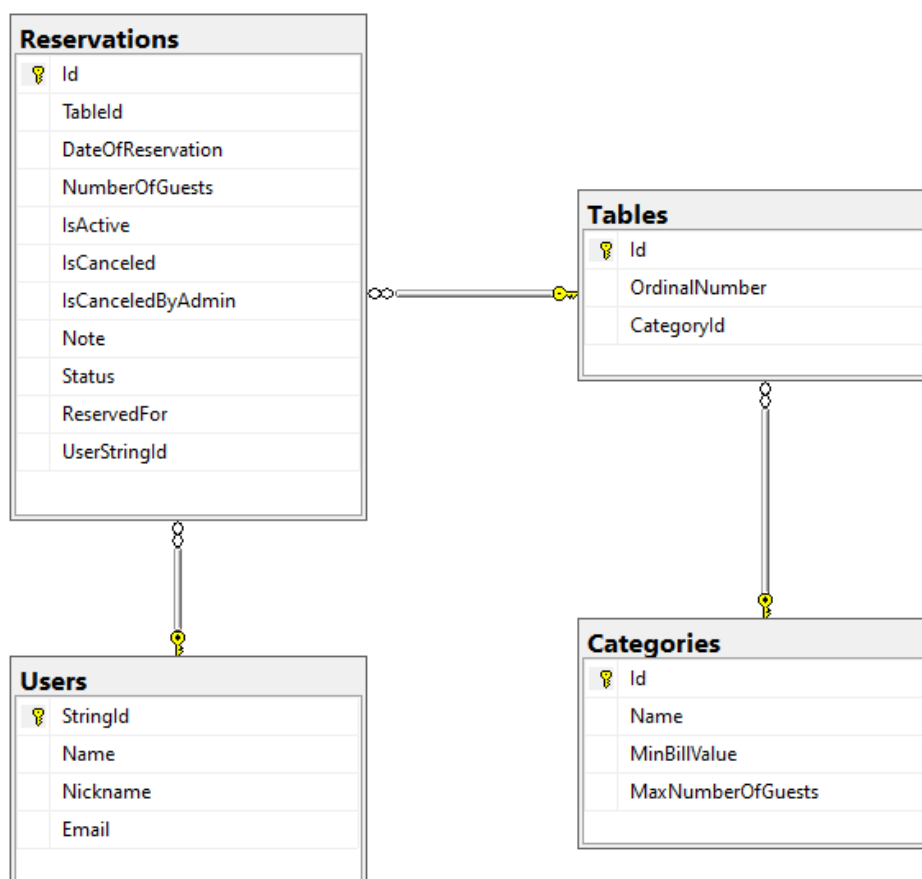 Reservations
Id
TableId
DateOfReservation
NumberOfGuests
IsActive
IsCanceled
IsCanceledByAdmin
Note
Status
ReservedFor
UserStringId
Tables
Id
OrdinalNumber
CategoryId
Users
StringId
Name
Nickname
Email
Categories
Id
Name
MinBillValue
MaxNumberOfGuests